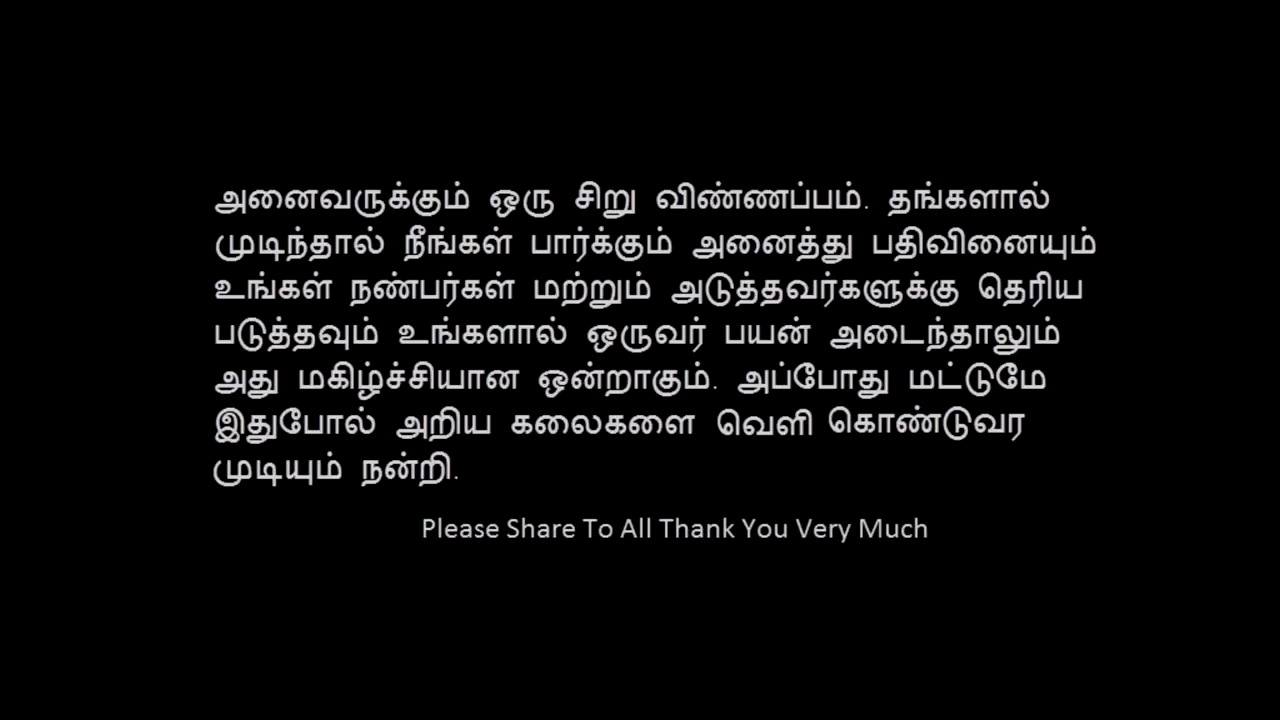 அனைவருக்கும் ஒரு சிறு விண்ணப்பம். தங்களால்
முடிந்தால் நீங்கள் பார்க்கும் அனைத்து பதிவினையும்
உங்கள் நண்பர்கள் மற்றும் அடுத்தவர்களுக்கு தெரிய
படுத்தவும் உங்களால் ஒருவர் பயன் அடைந்தாலும்
அது மகிழ்ச்சியான ஒன்றாகும். அப்போது மட்டுமே
இதுபோல் அறிய கலைகளை வெளி கொண்டுவர
முடியும் நன்றி.
Please Share To All Thank You Very Much